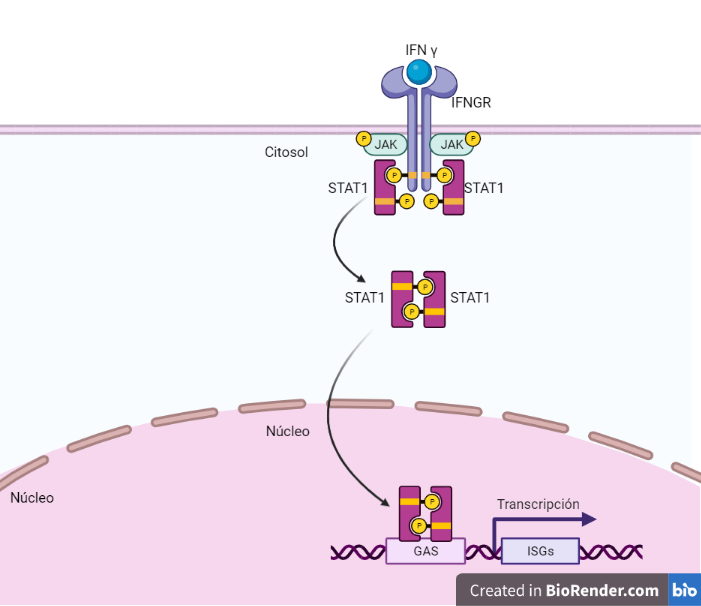 IFN γ
IFNGR
P
P
JAK
JAK
Citosol
P
P
STAT1
STAT1
P
P
P
STAT1
STAT1
P
Núcleo
Núcleo
P
Transcripción
P
GAS
ISGs
Created in BioRender.com bio